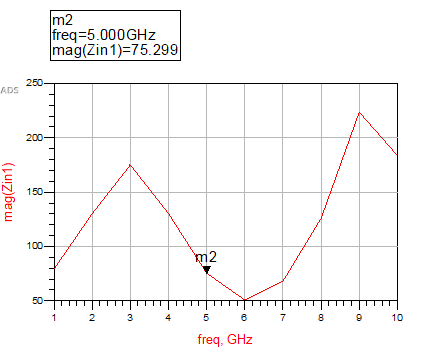 m2
freq=5.000GHz
mag(Zin1)=75.299
ADS
250
200
150
100
50
mag(Zin1)
m2
1 2 3 4 5 6 7 8 9 10
freq, GHz